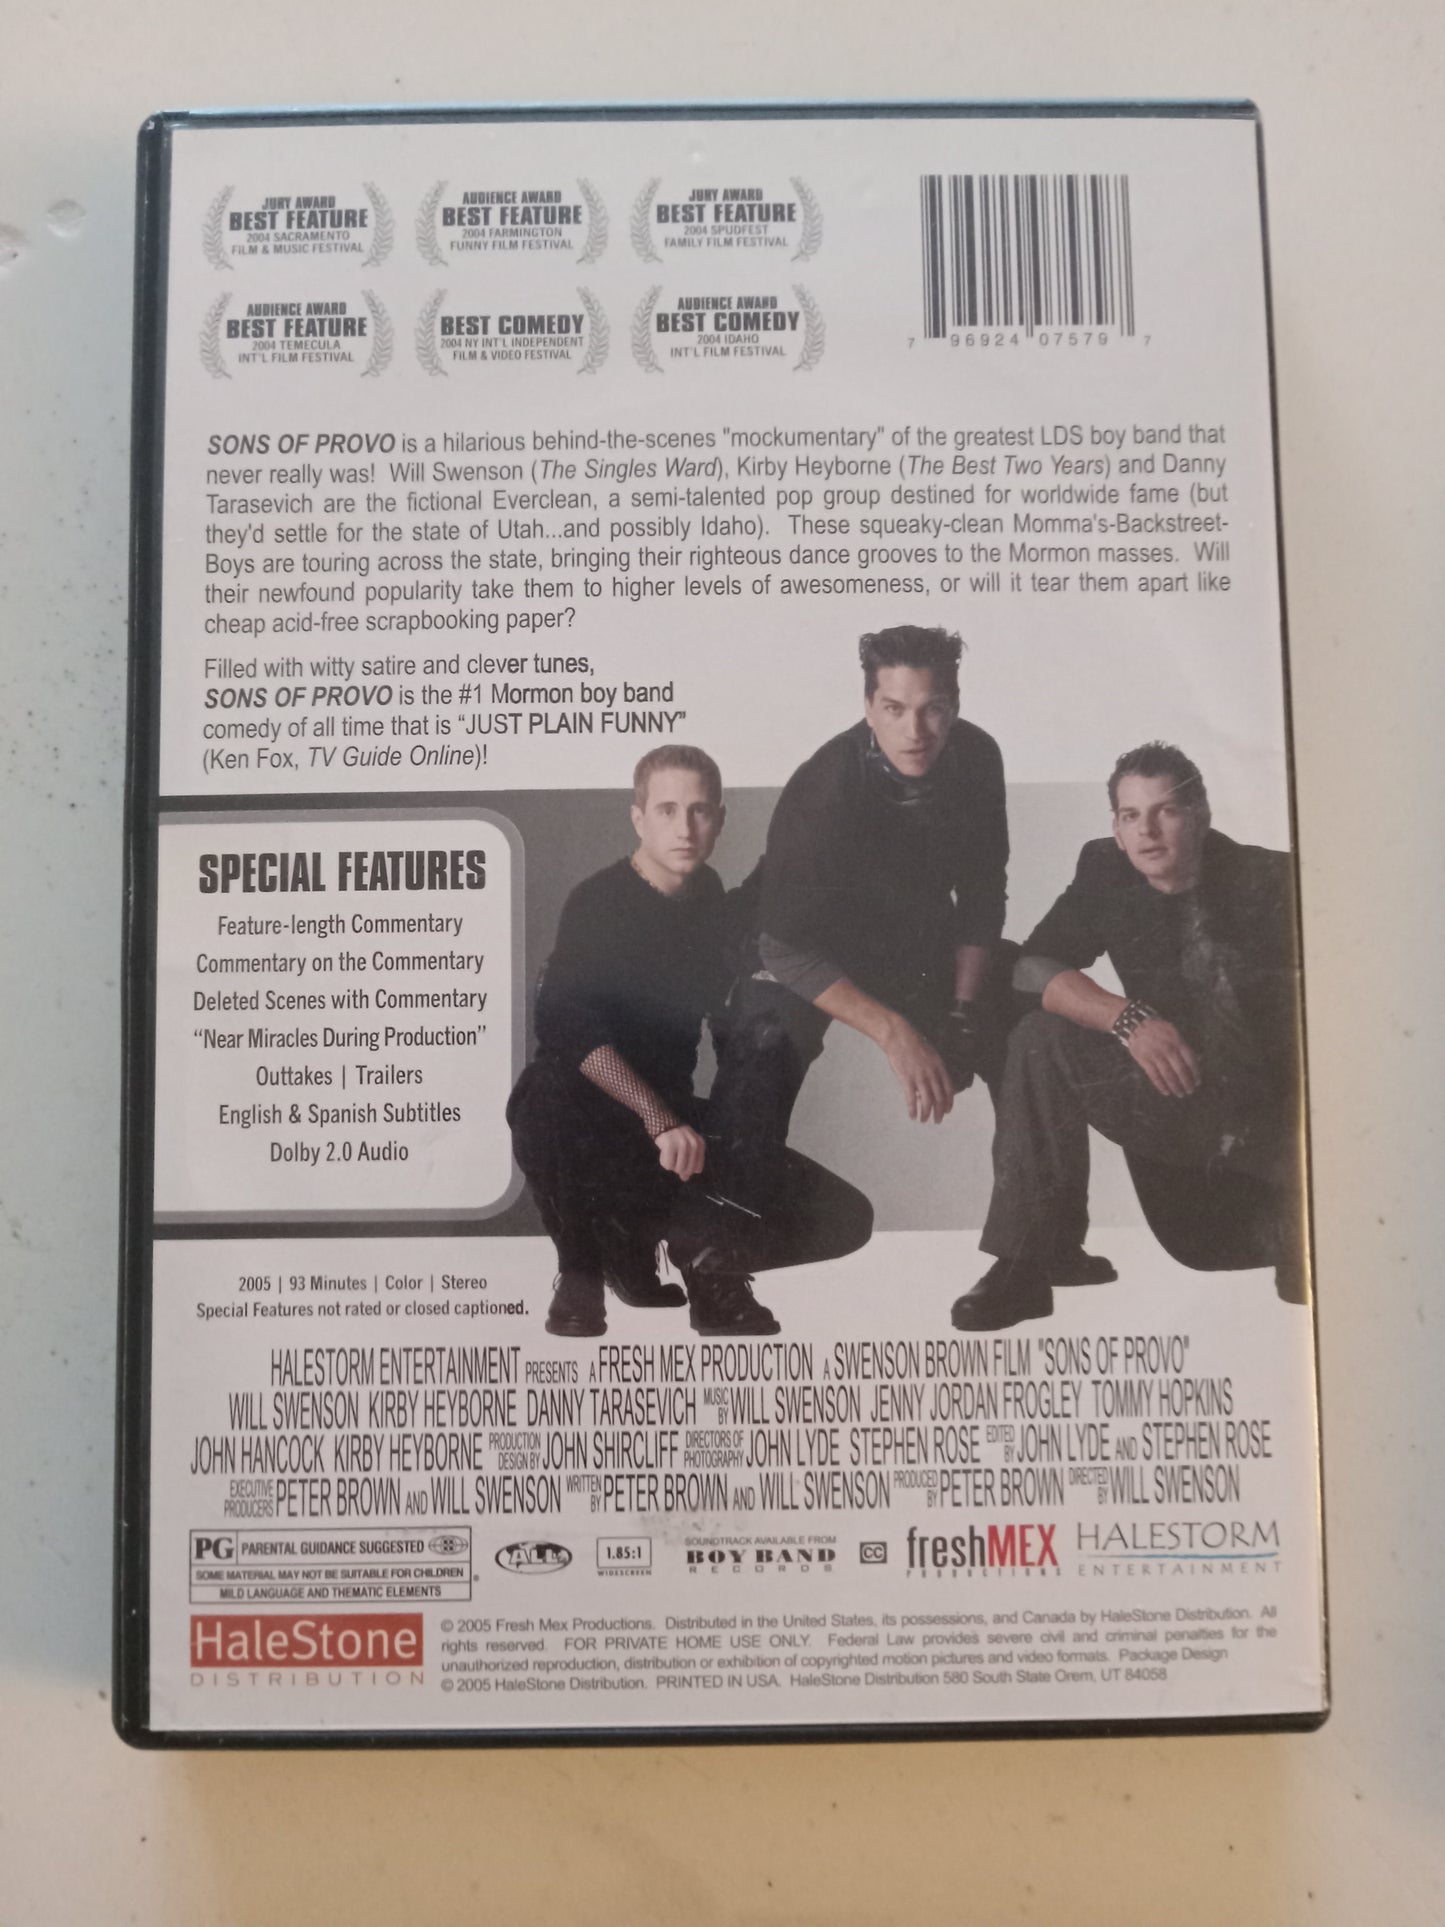 JURY AWARD
BEST FEATURE
2004 SACRAMENTO
FILM & MUSIC FESTIVAL
AUDIENCE AWARD
BEST FEATURE
2004 FARMINGTON
FUNNY FILM FESTIVAL
JURY AWARD
BEST FEATURE
2004 SPUDFEST
FAMILY FILM FESTIVAL
AUDIENCE AWARD
BEST FEATURE
2004 TEMECULA
INT'L FILM FESTIVAL
BEST COMEDY
2004 NY INT'L INDEPENDENT
FILM & VIDEO FESTIVAL
AUDIENCE AWARD
BEST COMEDY
2004 IDAHO
INT'L FILM FESTIVAL
7 96924 07579 7
SONS OF PROVO is a hilarious behind-the-scenes "mockumentary" of the greatest LDS boy band that
never really was! Will Swenson (The Singles Ward), Kirby Heyborne (The Best Two Years) and Danny
Tarasevich are the fictional Everclean, a semi-talented pop group destined for worldwide fame (but
they'd settle for the state of Utah...and possibly Idaho). These squeaky-clean Momma's-Backstreet-
Boys are touring across the state, bringing their righteous dance grooves to the Mormon masses. Will
their newfound popularity take them to higher levels of awesomeness, or will it tear them apart like
cheap acid-free scrapbooking paper?
Filled with witty satire and clever tunes,
SONS OF PROVO is the #1 Mormon boy band
comedy of all time that is “JUST PLAIN FUNNY”
(Ken Fox, TV Guide Online)!
SPECIAL FEATURES
Feature-length Commentary
Commentary on the Commentary
Deleted Scenes with Commentary
“Near Miracles During Production”
Outtakes | Trailers
English & Spanish Subtitles
Dolby 2.0 Audio
2005 | 93 Minutes | Color | Stereo
Special Features not rated or closed captioned.
HALESTORM ENTERTAINMENT PRESENTS A FRESH MEX PRODUCTION A SWENSON BROWN FILM "SONS OF PROVO"
WILL SWENSON KIRBY HEYBORNE DANNY TARASEVICH MUSIC BY WILL SWENSON JENNY JORDAN FROGLEY TOMMY HOPKINS
JOHN HANCOCK KIRBY HEYBORNE PRODUCTION DESIGN BY JOHN SHIRCLIFF DIRECTORS OF PHOTOGRAPHY JOHN LYDE STEPHEN ROSE EDITED BY JOHN LYDE AND STEPHEN ROSE
EXECUTIVE PRODUCERS PETER BROWN AND WILL SWENSON WRITTEN BY PETER BROWN AND WILL SWENSON PRODUCED BY PETER BROWN DIRECTED BY WILL SWENSON
PG PARENTAL GUIDANCE SUGGESTED
SOME MATERIAL MAY NOT BE SUITABLE FOR CHILDREN
MILD LANGUAGE AND THEMATIC ELEMENTS
ALL
1.85:1
WIDESCREEN
SOUNDTRACK AVAILABLE FROM
BOY BAND
RECORDS
CC
freshMEX
PRODUCTIONS
HALESTORM
ENTERTAINMENT
HaleStone
DISTRIBUTION
© 2005 Fresh Mex Productions. Distributed in the United States, its possessions, and Canada by HaleStone Distribution. All
rights reserved. FOR PRIVATE HOME USE ONLY. Federal Law provides severe civil and criminal penalties for the
unauthorized reproduction, distribution or exhibition of copyrighted motion pictures and video formats. Package Design
© 2005 HaleStone Distribution. PRINTED IN USA. HaleStone Distribution 580 South State Orem, UT 84058